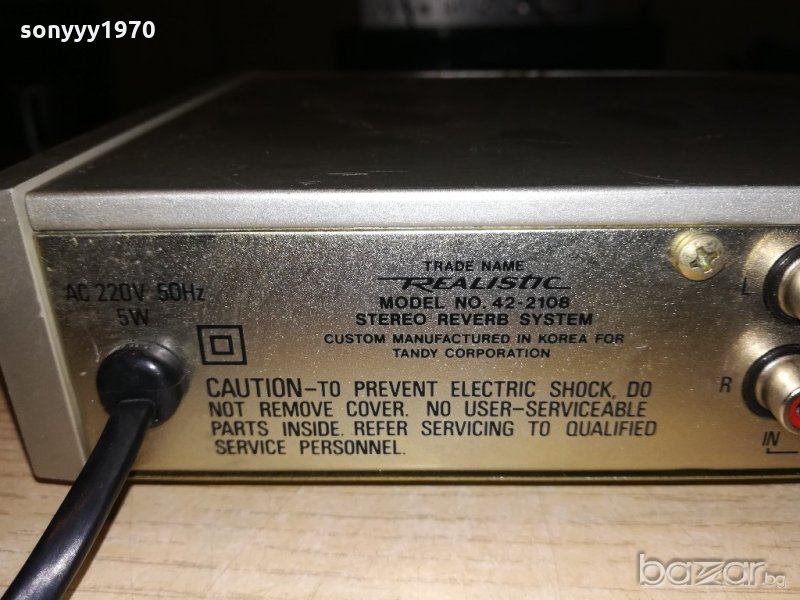 sonyyy1970
TRADE NAME
REALISTIC
MODEL NO. 42-2108
STEREO REVERB SYSTEM
CUSTOM MANUFACTURED IN KOREA FOR
TANDY CORPORATION
AC 220V 50Hz
5W
CAUTION-TO PREVENT ELECTRIC SHOCK, DO
NOT REMOVE COVER. NO USER-SERVICEABLE
PARTS INSIDE. REFER SERVICING TO QUALIFIED
SERVICE PERSONNEL.
L
R
IN
bazar.bg